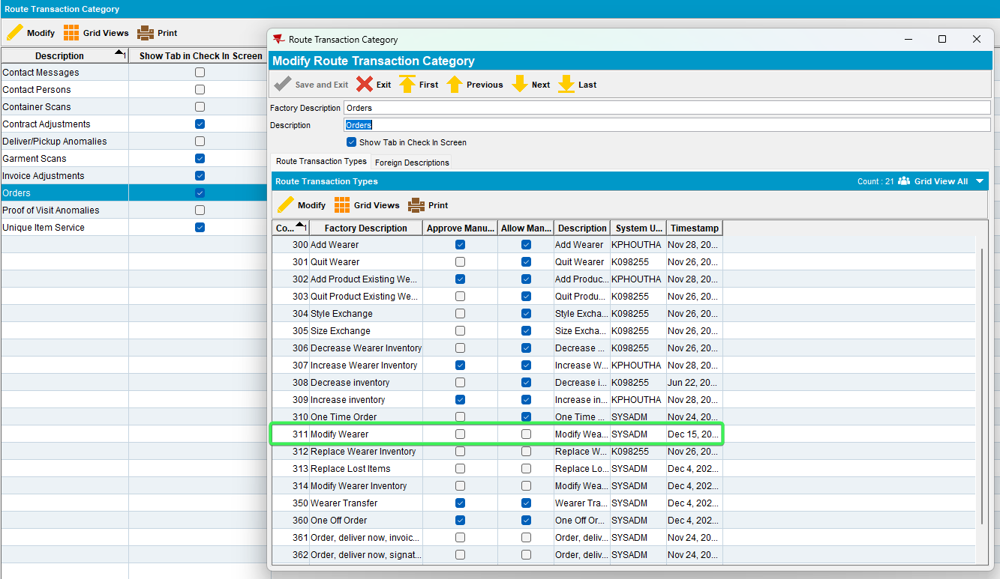 Route Transaction Category
Modify Grid Views Print
Description 1 Show Tab in Check In Screen
Contact Messages
Contact Persons
Container Scans
Contract Adjustments
Deliver/Pickup Anomalies
Garment Scans
Invoice Adjustments
Orders
Proof of Visit Anomalies
Unique Item Service
Route Transaction Category
Modify Route Transaction Category
Save and Exit Exit First Previous Next Last
Factory Description Orders
Description Orders
Show Tab in Check In Screen
Route Transaction Types Foreign Descriptions
Route Transaction Types Count : 21 Grid View All
Modify Grid Views Print
Co... 1 Factory Description Approve Manu... Allow Man... Description System U... Timestamp
300 Add Wearer Add Wearer KPHOUTHA Nov 28, 20...
301 Quit Wearer Quit Wearer K098255 Nov 26, 20...
302 Add Product Existing We... Add Produc... KPHOUTHA Nov 28, 20...
303 Quit Product Existing We... Quit Produ... K098255 Nov 26, 20...
304 Style Exchange Style Excha... K098255 Nov 26, 20...
305 Size Exchange Size Excha... K098255 Nov 26, 20...
306 Decrease Wearer Inventory Decrease ... K098255 Nov 26, 20...
307 Increase Wearer Inventory Increase W... KPHOUTHA Nov 28, 20...
308 Decrease inventory Decrease i... K098255 Jun 22, 20...
309 Increase inventory Increase in... KPHOUTHA Nov 28, 20...
310 One Time Order One Time ... SYSADM Nov 24, 20...
311 Modify Wearer Modify Wea... SYSADM Dec 15, 20...
312 Replace Wearer Inventory Replace W... K098255 Nov 26, 20...
313 Replace Lost Items Replace Lo... SYSADM Dec 4, 202...
314 Modify Wearer Inventory Modify Wea... SYSADM Dec 4, 202...
350 Wearer Transfer Wearer Tra... SYSADM Dec 4, 202...
360 One Off Order One Off Or... SYSADM Dec 4, 202...
361 Order, deliver now, invoic... Order, deliv... SYSADM Nov 24, 20...
362 Order, deliver now, signat... Order, deliv... SYSADM Nov 24, 20...